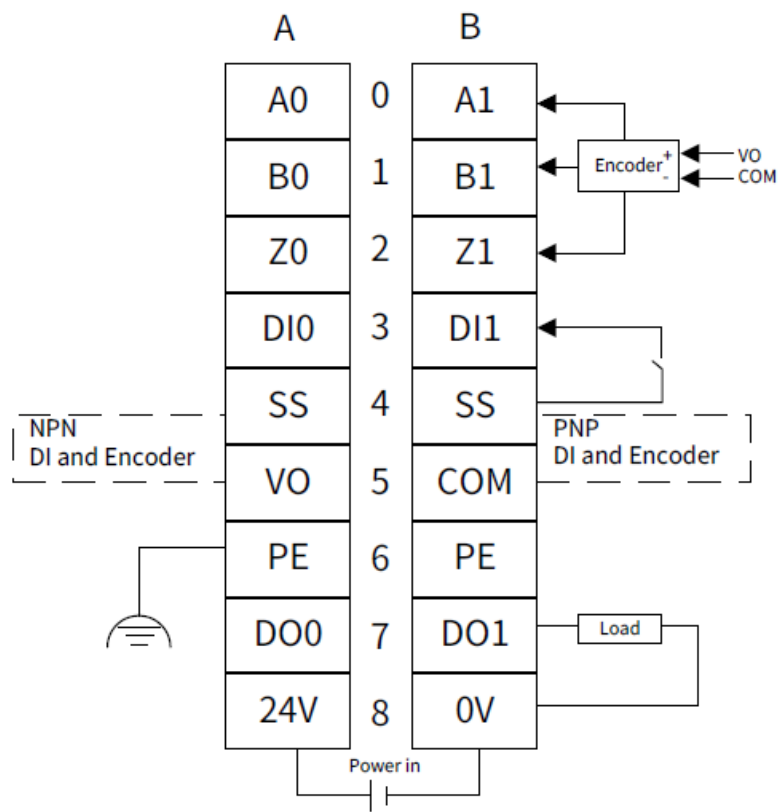 A B
A0 0 A1
Encoder + VO
- COM
B0 1 B1
Z0 2 Z1
DI0 3 DI1
SS 4 SS
NPN
DI and Encoder
PNP
DI and Encoder
VO 5 COM
PE 6 PE
DO0 7 DO1
Load
24V 8 0V
Power in